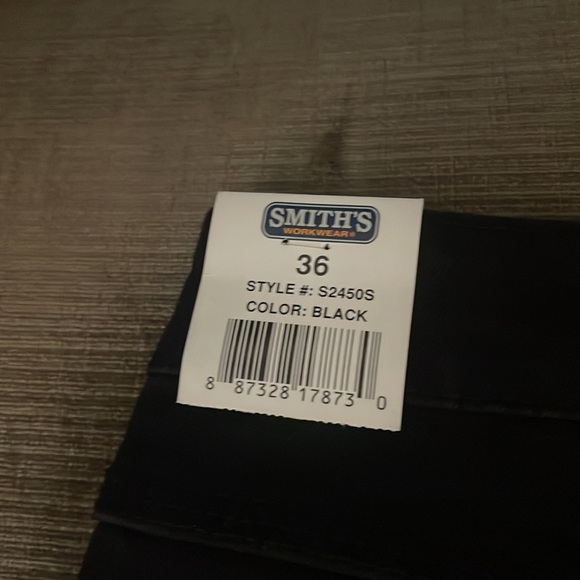 SMITH'S
WORKWEAR®
36
STYLE #: S2450S
COLOR: BLACK
8 87328 17873 0